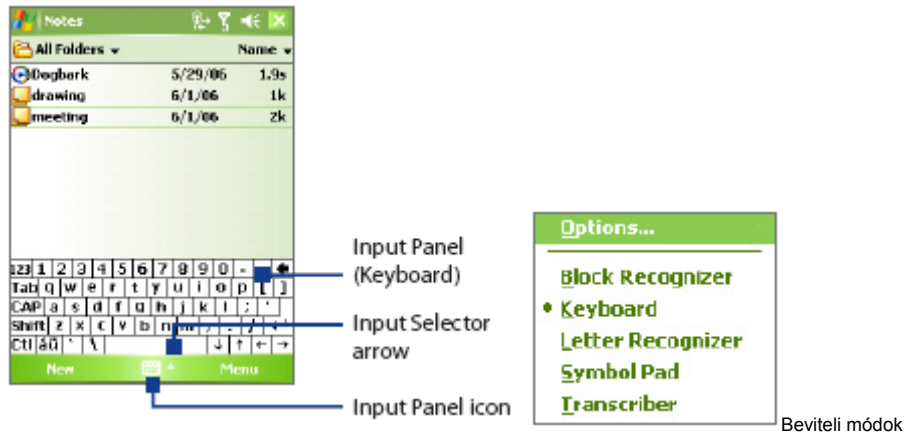 Notes
All Folders Name
Dogbark 5/29/06 1.9s
drawing 6/1/06 1k
meeting 6/1/06 2k
123 1 2 3 4 5 6 7 8 9 0 -
Tab q w e r t y u i o p [ ]
CAP a s d f g h j k l ; '
Shift z x c v b n m /
Ctl áü ` \ ↓ ↑ ← →
New Menu
Input Panel
(Keyboard)
Input Selector
arrow
Input Panel icon
Options...
Block Recognizer
Keyboard
Letter Recognizer
Symbol Pad
Transcriber
Beviteli módok